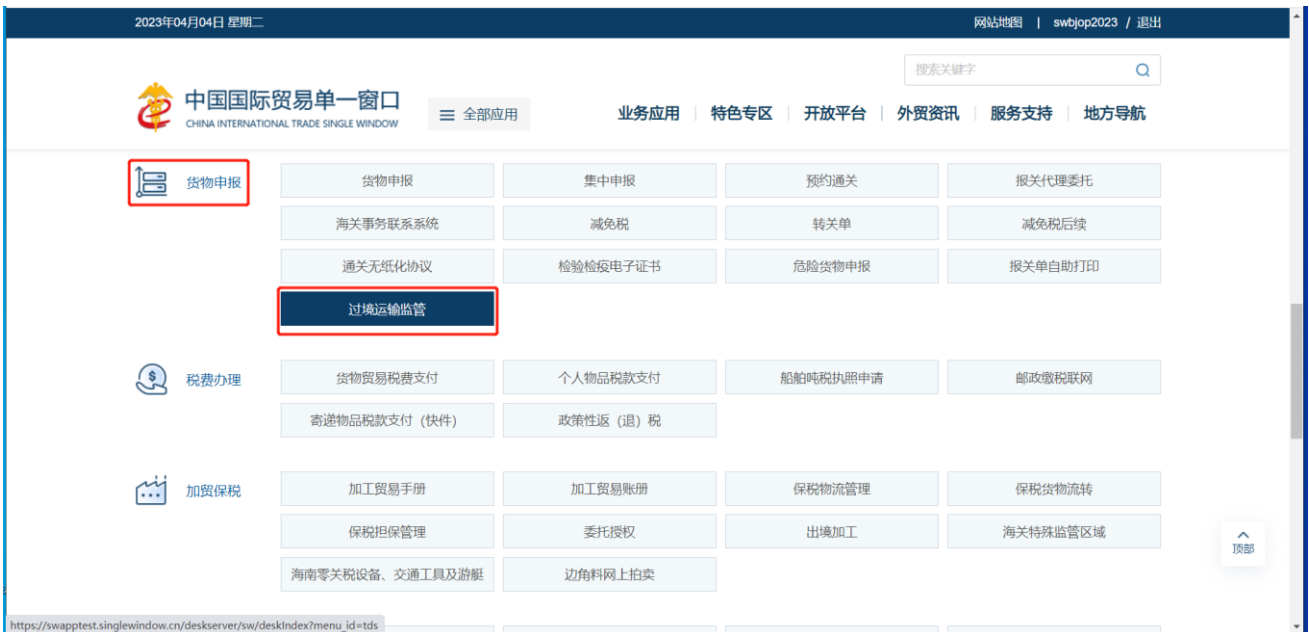 2023年04月04日 星期二
网站地图 | swbjop2023 / 退出
搜索关键字
中国国际贸易单一窗口
CHINA INTERNATIONAL TRADE SINGLE WINDOW
全部应用
业务应用 特色专区 开放平台 外贸资讯 服务支持 地方导航
货物申报
货物申报 集中申报 预约通关 报关代理委托
海关事务联系系统 减免税 转关单 减免税后续
通关无纸化协议 检验检疫电子证书 危险货物申报 报关单自助打印
过境运输监管
税费办理
货物贸易税费支付 个人物品税款支付 船舶吨税执照申请 邮政缴税联网
寄递物品税款支付（快件） 政策性返（退）税
加贸保税
加工贸易手册 加工贸易账册 保税物流管理 保税货物流转
保税担保管理 委托授权 出境加工 海关特殊监管区域
海南零关税设备、交通工具及游艇 边角料网上拍卖
顶部
https://swapptest.singlewindow.cn/deskserver/sw/deskIndex?menu_id=tds